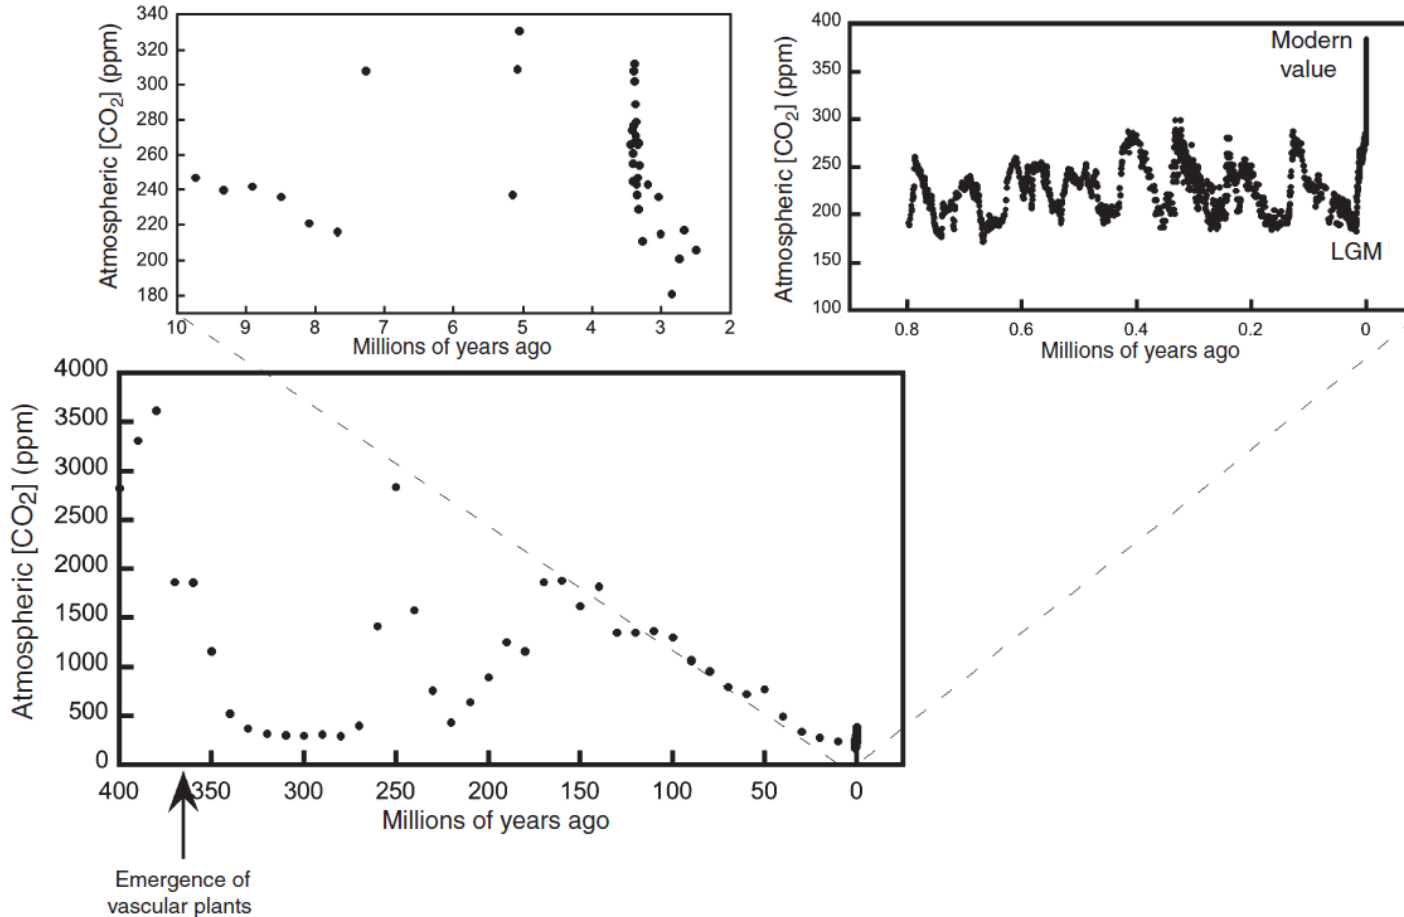 340
320
300
280
260
240
220
200
180
Atmospheric [CO₂] (ppm)
10 9 8 7 6 5 4 3 2
Millions of years ago
400
350
300
250
200
150
100
Atmospheric [CO₂] (ppm)
Modern
value
LGM
0.8 0.6 0.4 0.2 0
Millions of years ago
4000
3500
3000
2500
2000
1500
1000
500
0
Atmospheric [CO₂] (ppm)
400 350 300 250 200 150 100 50 0
Millions of years ago
Emergence of
vascular plants